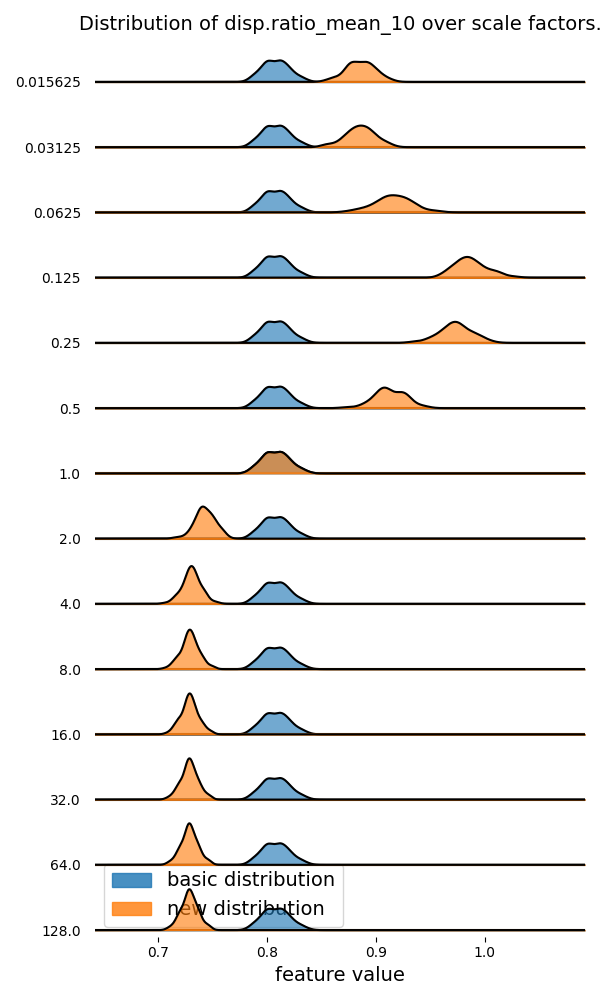 Distribution of disp.ratio_mean_10 over scale factors.
0.015625
0.03125
0.0625
0.125
0.25
0.5
1.0
2.0
4.0
8.0
16.0
32.0
64.0
basic distribution
new distribution
128.0
0.7 0.8 0.9 1.0
feature value